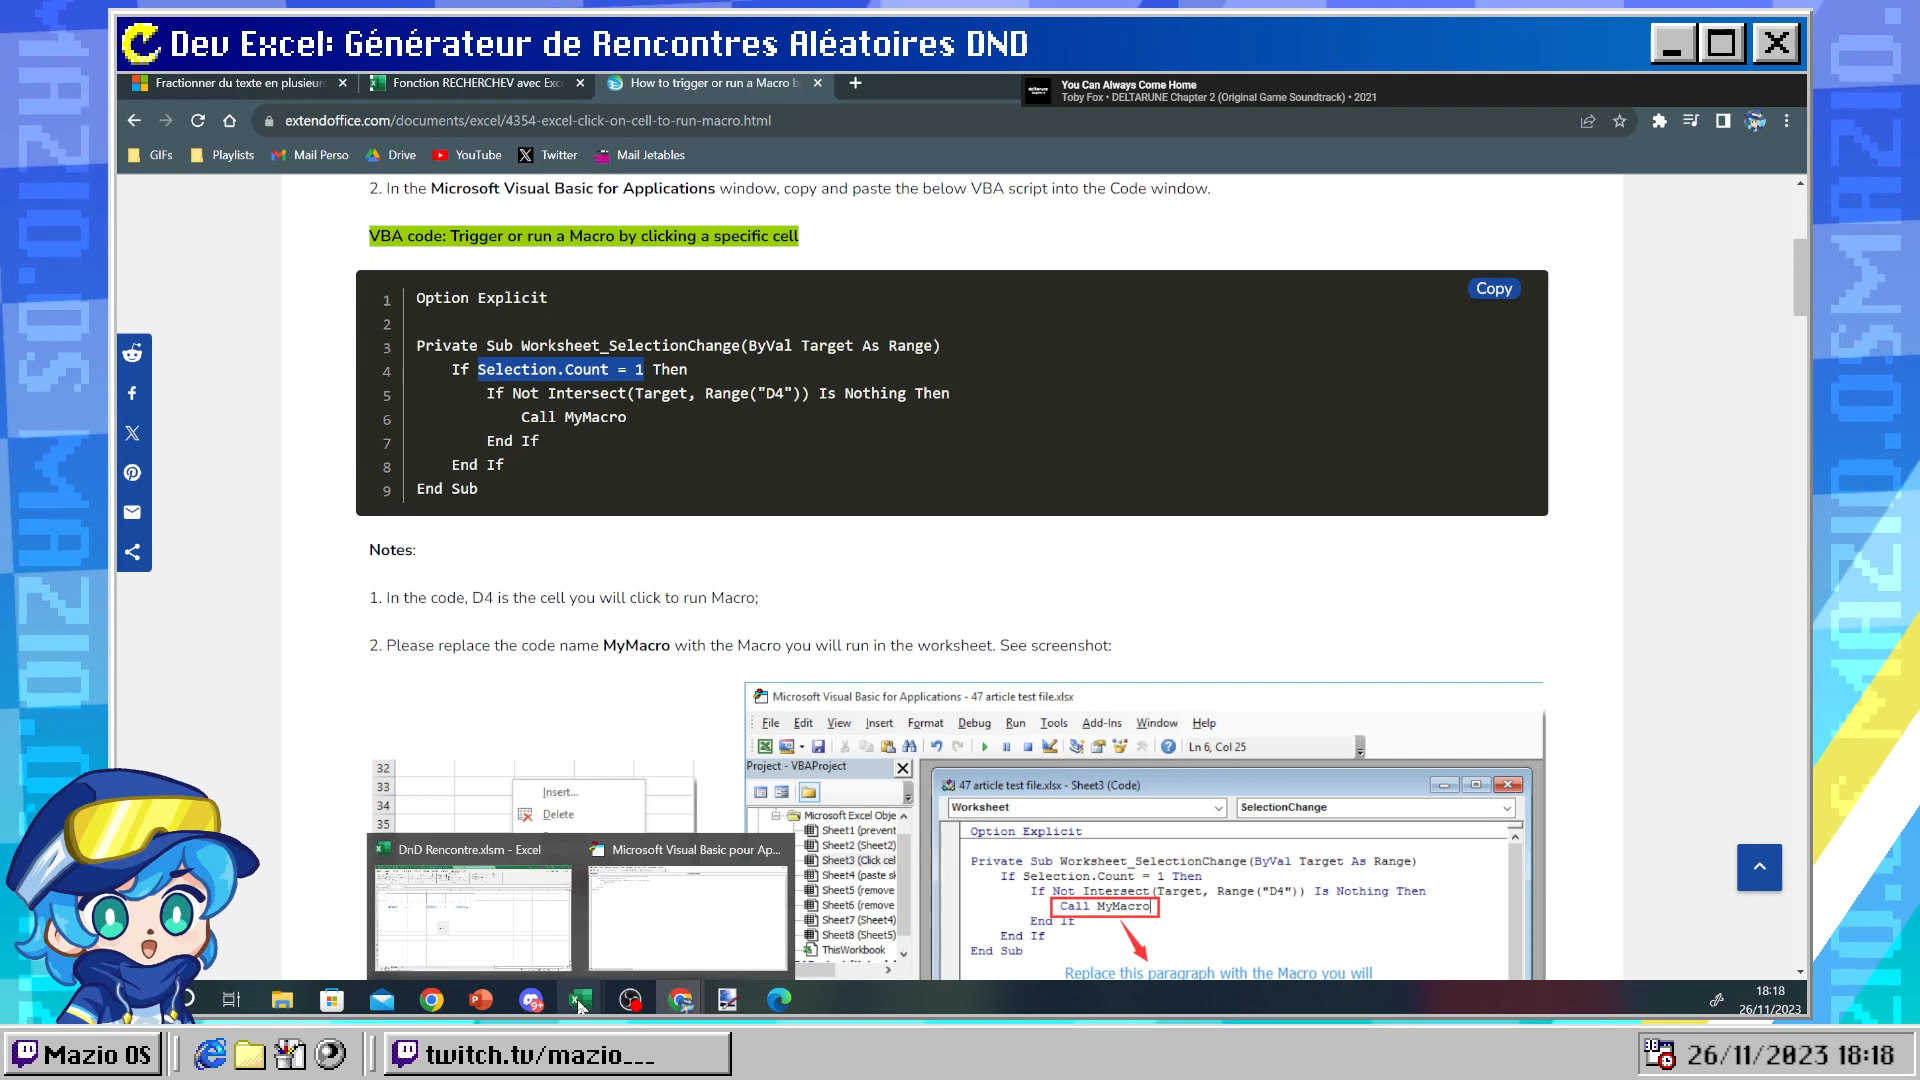 Dev Excel: Générateur de Rencontres Aléatoires DND
Fractionner du texte en plusieurs
Fonction RECHERCHEV avec Exc
How to trigger or run a Macro b
You Can Always Come Home
Toby Fox • DELTARUNE Chapter 2 (Original Game Soundtrack) • 2021
extendoffice.com/documents/excel/4354-excel-click-on-cell-to-run-macro.html
GIFs
Playlists
Mail Perso
Drive
YouTube
Twitter
Mail Jetables
2. In the Microsoft Visual Basic for Applications window, copy and paste the below VBA script into the Code window.
VBA code: Trigger or run a Macro by clicking a specific cell
Copy
1 Option Explicit
2
3 Private Sub Worksheet_SelectionChange(ByVal Target As Range)
4 If Selection.Count = 1 Then
5 If Not Intersect(Target, Range("D4")) Is Nothing Then
6 Call MyMacro
7 End If
8 End If
9 End Sub
Notes:
1. In the code, D4 is the cell you will click to run Macro;
2. Please replace the code name MyMacro with the Macro you will run in the worksheet. See screenshot:
32
33
34
35
Insert...
Delete
Microsoft Visual Basic for Applications - 47 article test file.xlsx
File Edit View Insert Format Debug Run Tools Add-Ins Window Help
Ln 6, Col 25
Project - VBAProject
Microsoft Excel Obje
Sheet1 (prevent
Sheet2 (Sheet2)
Sheet3 (Click cel
Sheet4 (paste sk
Sheet5 (remove
Sheet6 (remove
Sheet7 (Sheet4)
Sheet8 (Sheet5)
ThisWorkbook
47 article test file.xlsx - Sheet3 (Code)
Worksheet
SelectionChange
Option Explicit
Private Sub Worksheet_SelectionChange(ByVal Target As Range)
If Selection.Count = 1 Then
If Not Intersect(Target, Range("D4")) Is Nothing Then
Call MyMacro
End If
End If
End Sub
Replace this paragraph with the Macro you will
DnD Rencontre.xlsm - Excel
Microsoft Visual Basic pour Ap...
18:18
26/11/2023
Mazio OS
twitch.tv/mazio___
26/11/2023 18:18